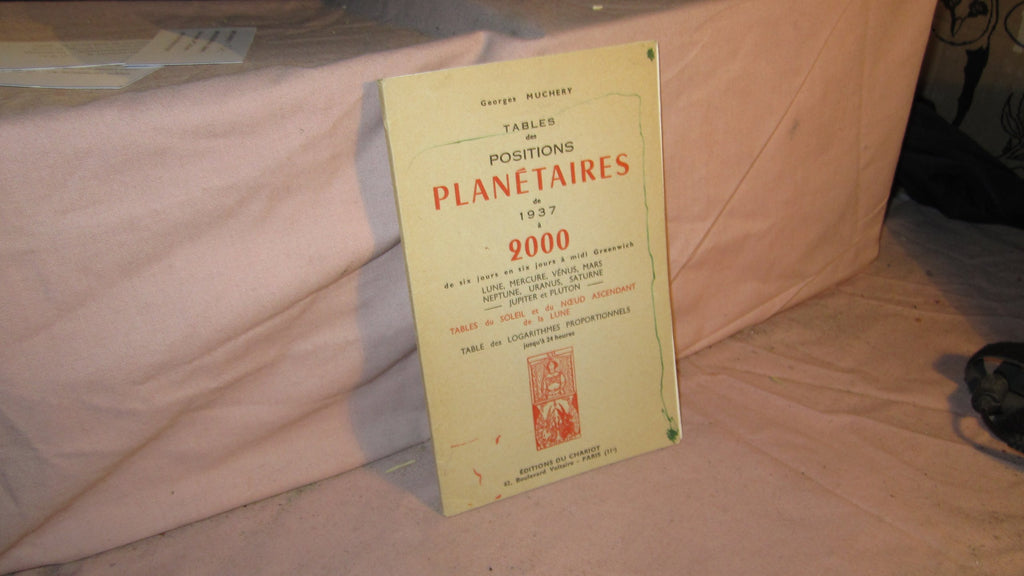 Georges MUCHERY
TABLES
des
POSITIONS
PLANÉTAIRES
de
1937
à
2000
de six jours en six jours à midi Greenwich
LUNE, MERCURE, VÉNUS, MARS
NEPTUNE, URANUS, SATURNE
JUPITER et PLUTON
TABLES du SOLEIL et du NŒUD ASCENDANT
de la LUNE
TABLE des LOGARITHMES PROPORTIONNELS
jusqu'à 24 heures
ÉDITIONS DU CHARIOT
Boulevard Voltaire - PARIS (11e)